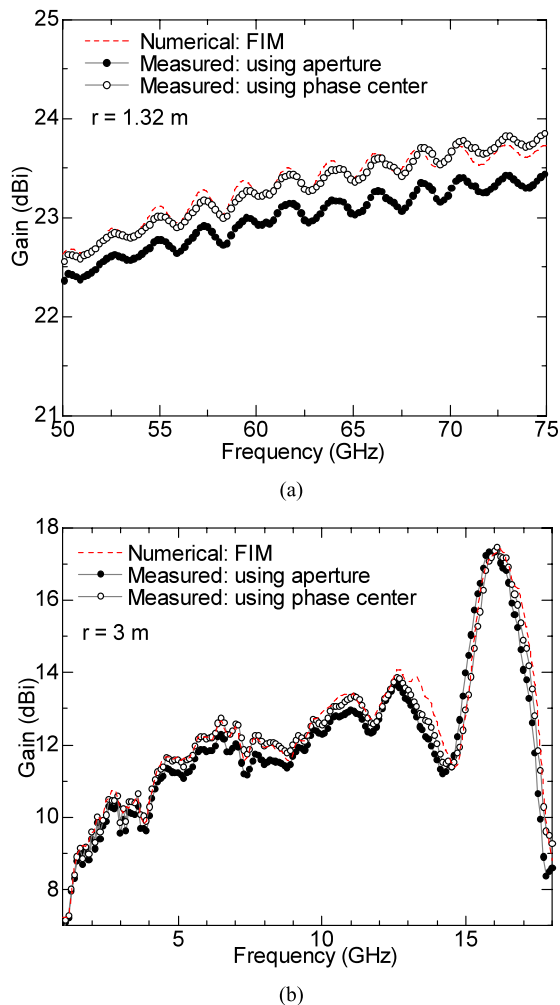 25
24
23
22
21
Gain (dBi)
Numerical: FIM
Measured: using aperture
Measured: using phase center
r = 1.32 m
50 55 60 65 70 75
Frequency (GHz)
(a)
18
16
14
12
10
8
Gain (dBi)
Numerical: FIM
Measured: using aperture
Measured: using phase center
r = 3 m
5 10 15
Frequency (GHz)
(b)